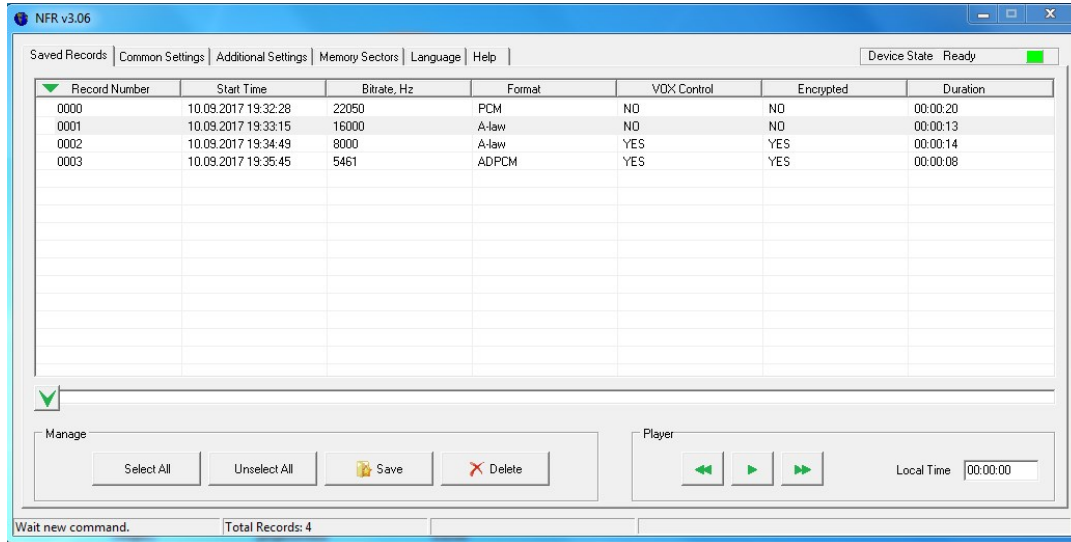 NFR v3.06
Saved Records Common Settings Additional Settings Memory Sectors Language Help Device State Ready
Record Number Start Time Bitrate, Hz Format VOX Control Encrypted Duration
0000 10.09.2017 19:32:28 22050 PCM NO NO 00:00:20
0001 10.09.2017 19:33:15 16000 A-law NO NO 00:00:13
0002 10.09.2017 19:34:49 8000 A-law YES YES 00:00:14
0003 10.09.2017 19:35:45 5461 ADPCM YES YES 00:00:08
Manage Player
Select All Unselect All Save Delete Local Time 00:00:00
Wait new command. Total Records: 4